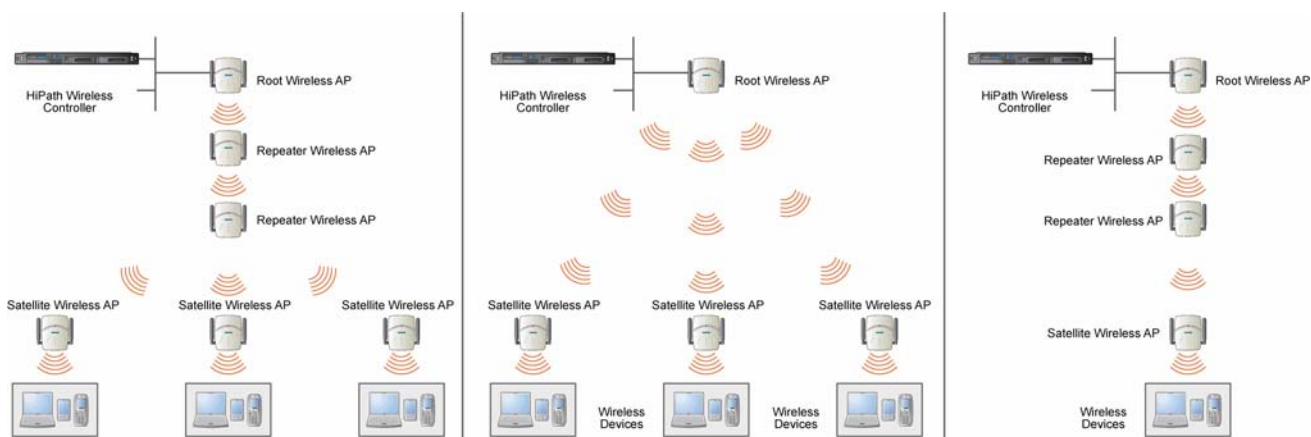 Root Wireless AP
HiPath Wireless
Controller
Repeater Wireless AP
Repeater Wireless AP
Satellite Wireless AP
Satellite Wireless AP
Satellite Wireless AP
Root Wireless AP
HiPath Wireless
Controller
Satellite Wireless AP
Satellite Wireless AP
Satellite Wireless AP
Wireless
Devices
Wireless
Devices
Root Wireless AP
HiPath Wireless
Controller
Repeater Wireless AP
Repeater Wireless AP
Satellite Wireless AP
Wireless
Devices